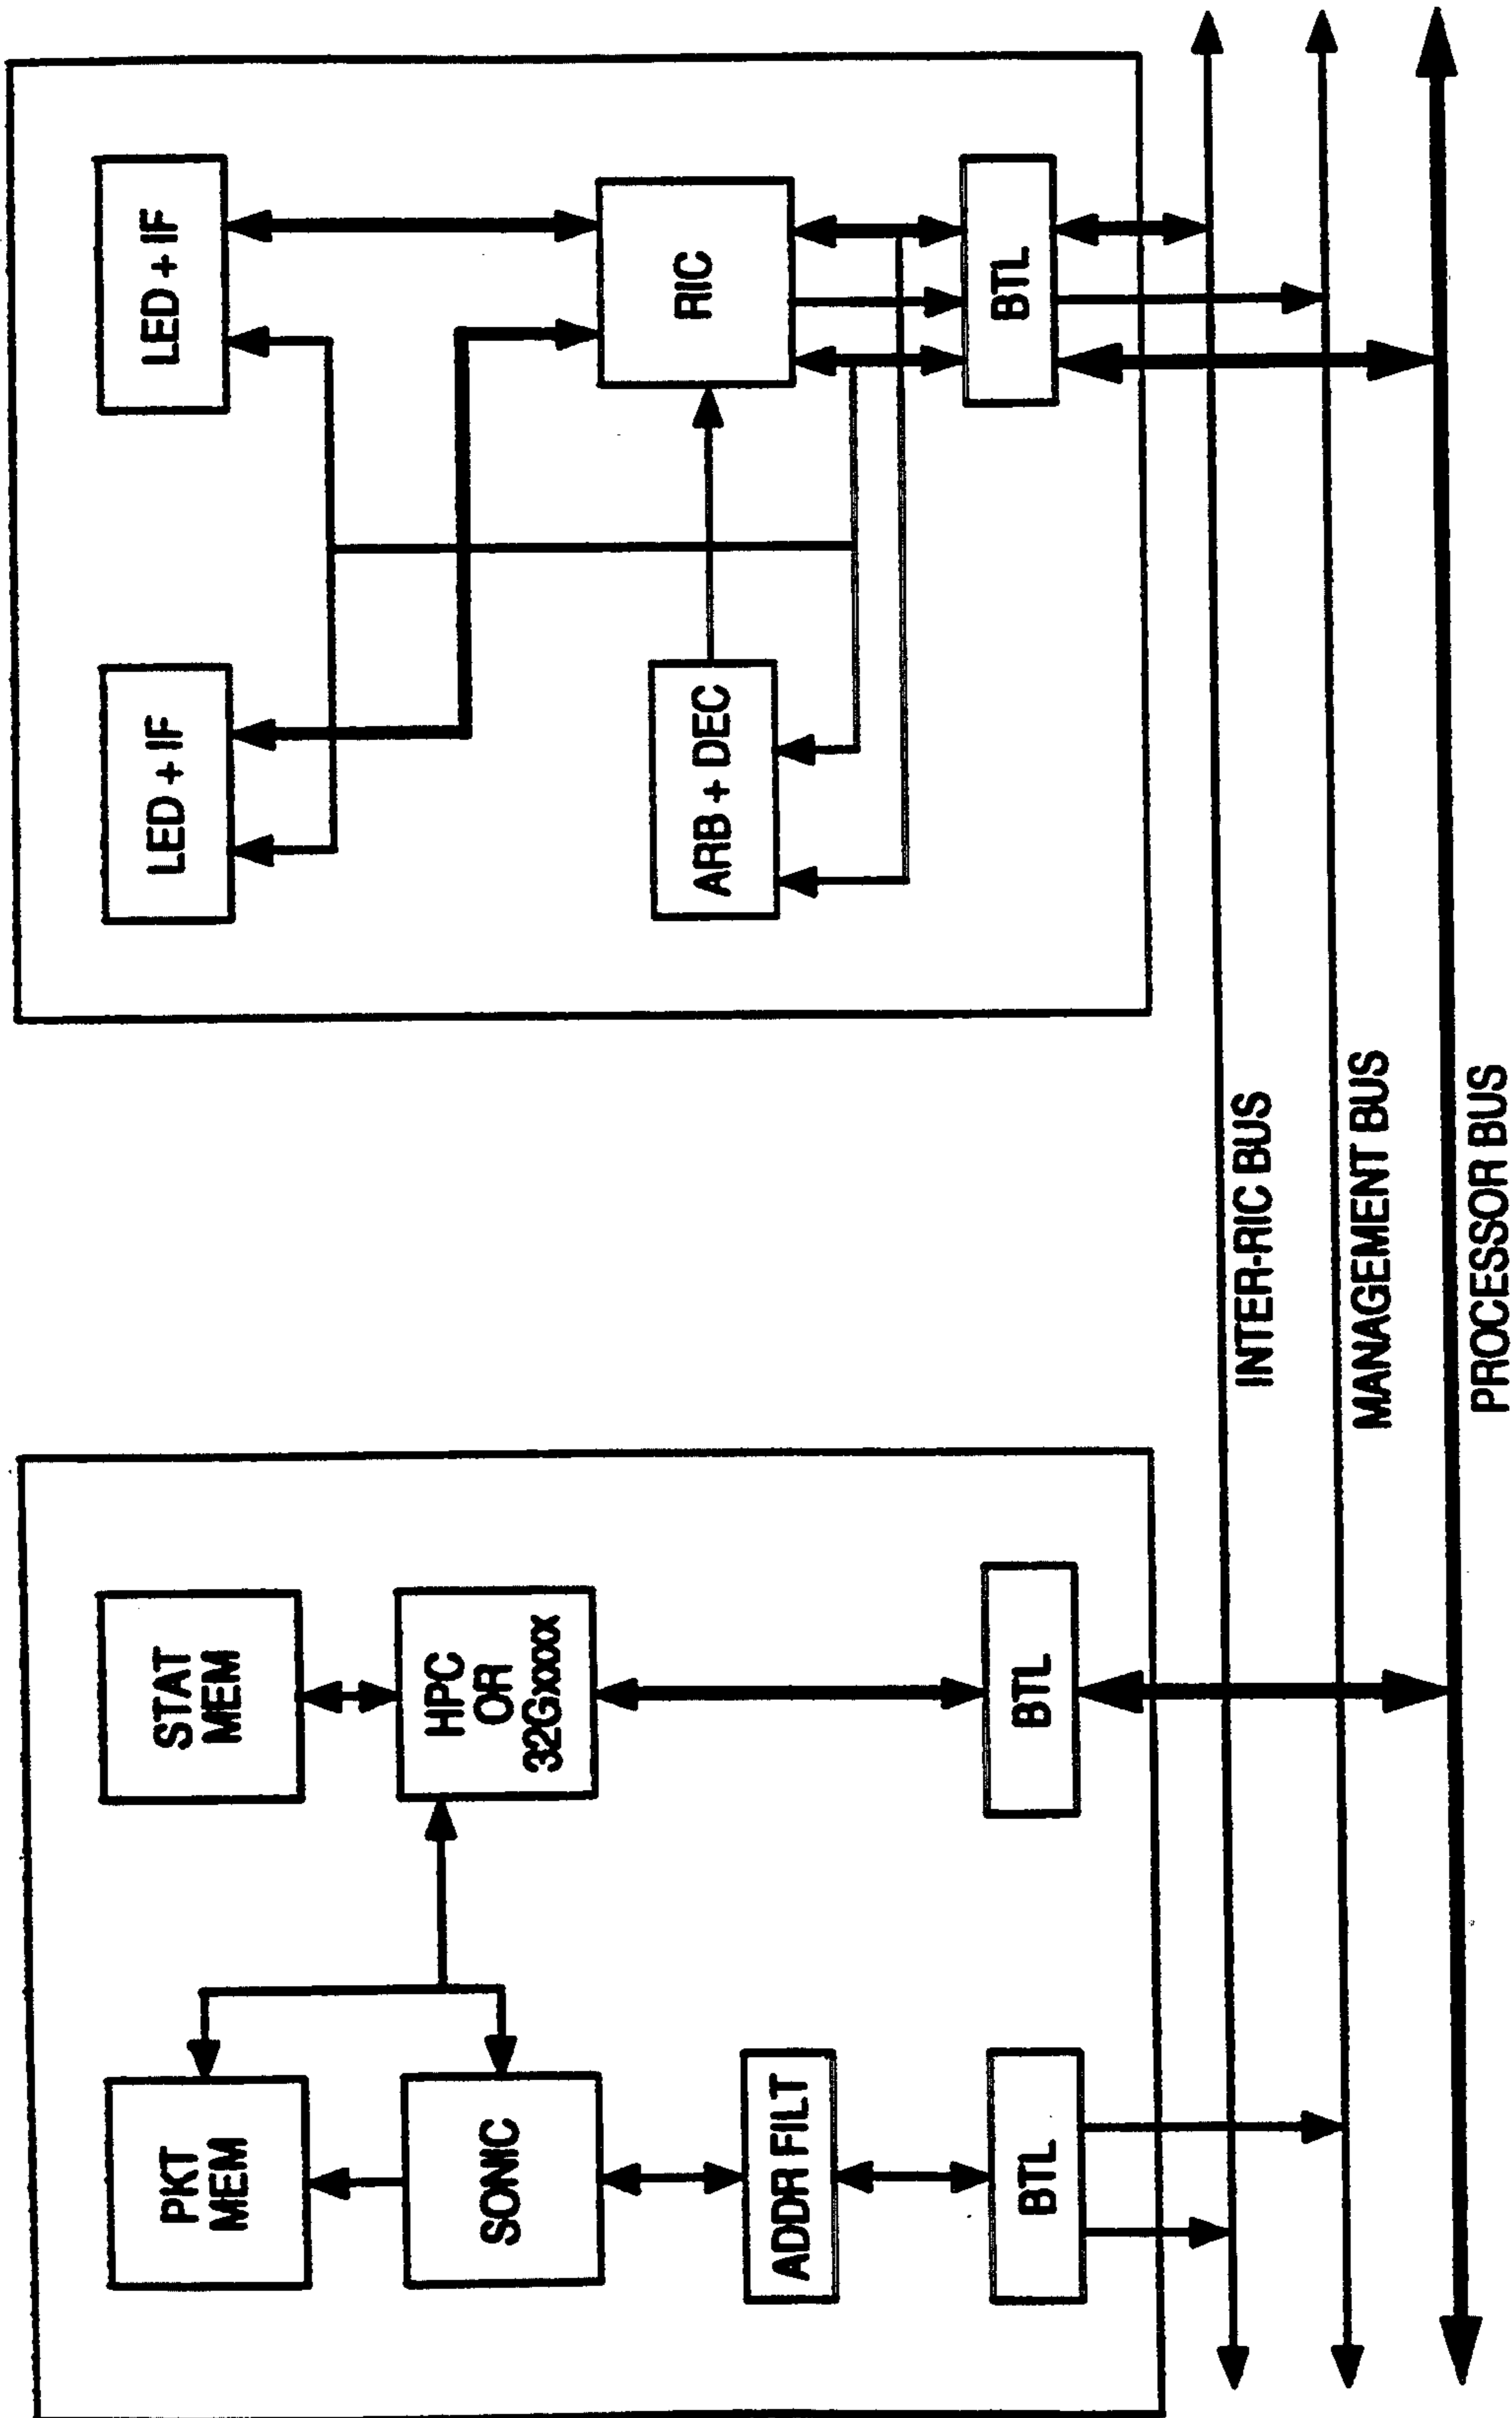 PKT
MEM
STAT
MEM
SONIC
HPC
OR
32Gxxxx
ADDR FILT
BTL
BTL
LED + IF
LED + IF
ARB + DEC
RIC
BTL
INTER-RIC BUS
MANAGEMENT BUS
PROCESSOR BUS